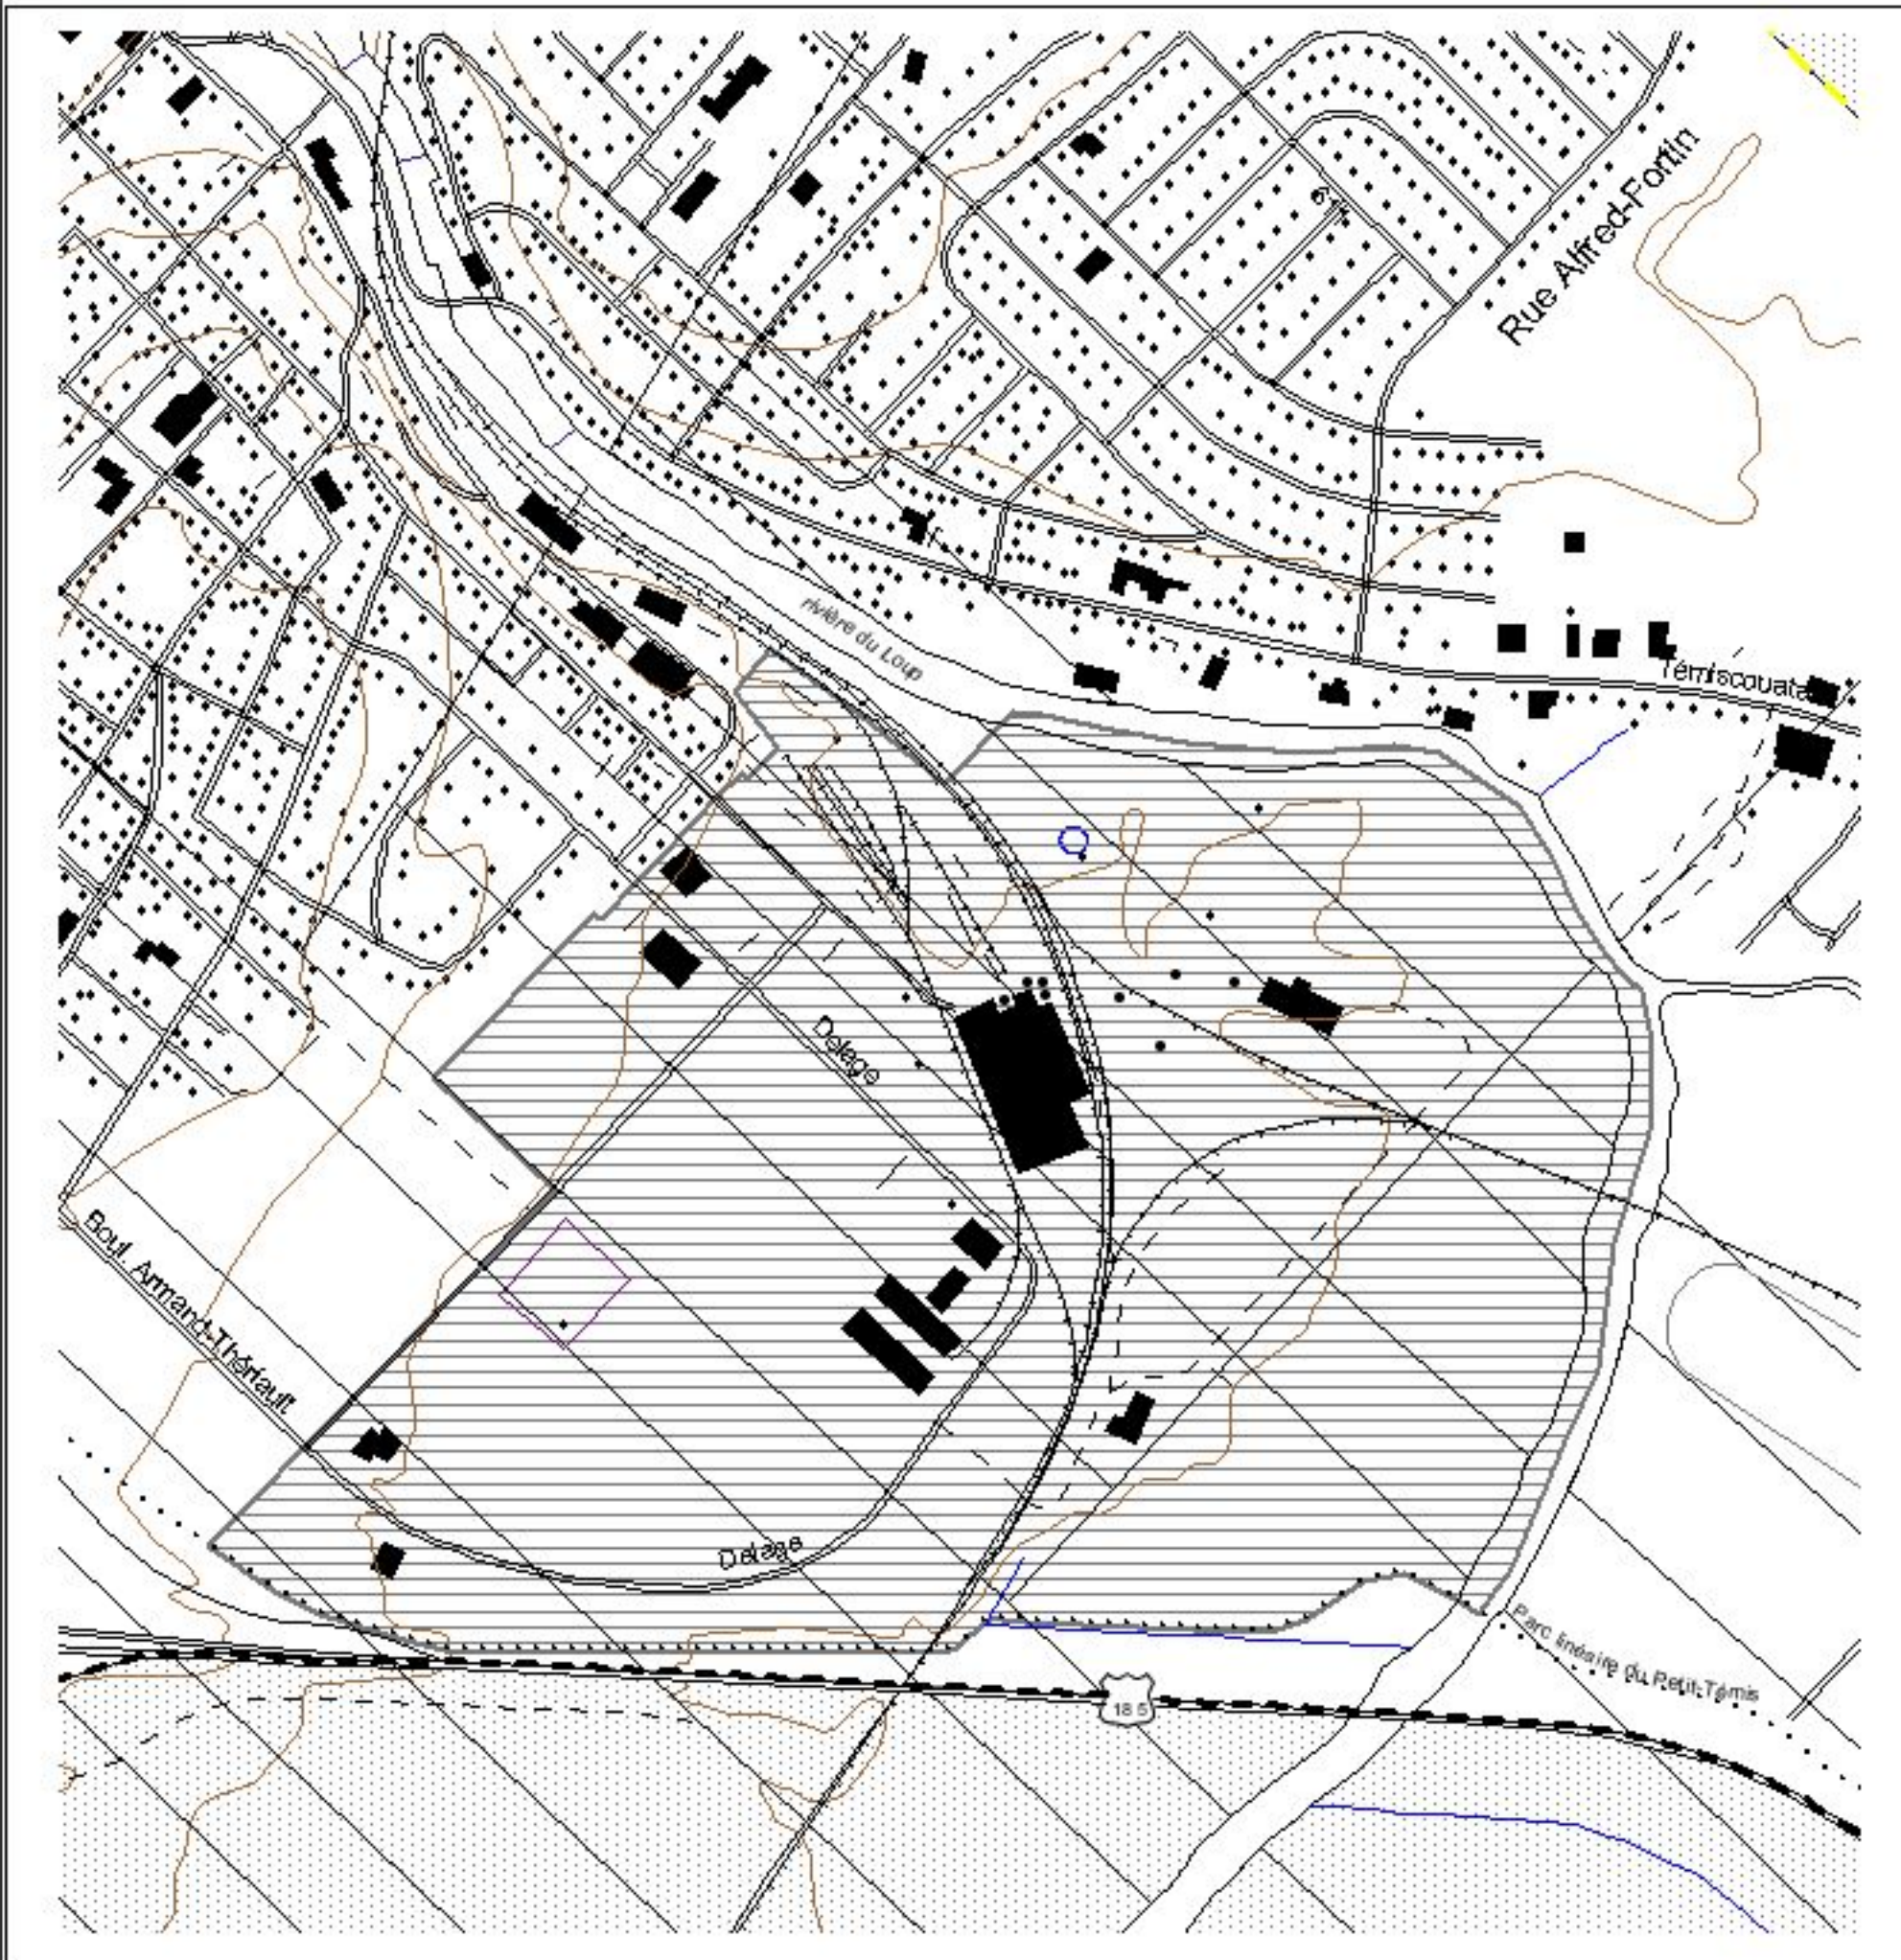 Rue Alfred-Fortin
rivière du Loup
Témiscouata
Delage
Boul. Armand-Thériault
Delage
Parc linéaire du Petit-Témis
185